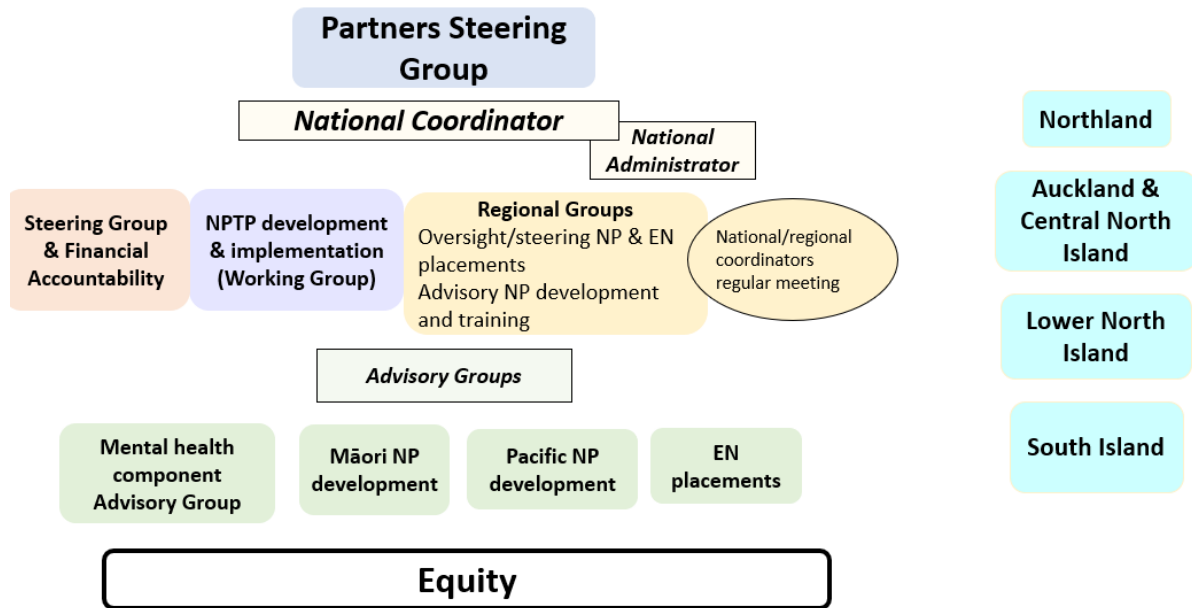 Partners Steering
Group
National Coordinator
National
Administrator
Steering Group
& Financial
Accountability
NPTP development
& implementation
(Working Group)
Regional Groups
Oversight/steering NP & EN
placements
Advisory NP development
and training
National/regional
coordinators
regular meeting
Advisory Groups
Mental health
component
Advisory Group
Māori NP
development
Pacific NP
development
EN
placements
Equity
Northland
Auckland &
Central North
Island
Lower North
Island
South Island